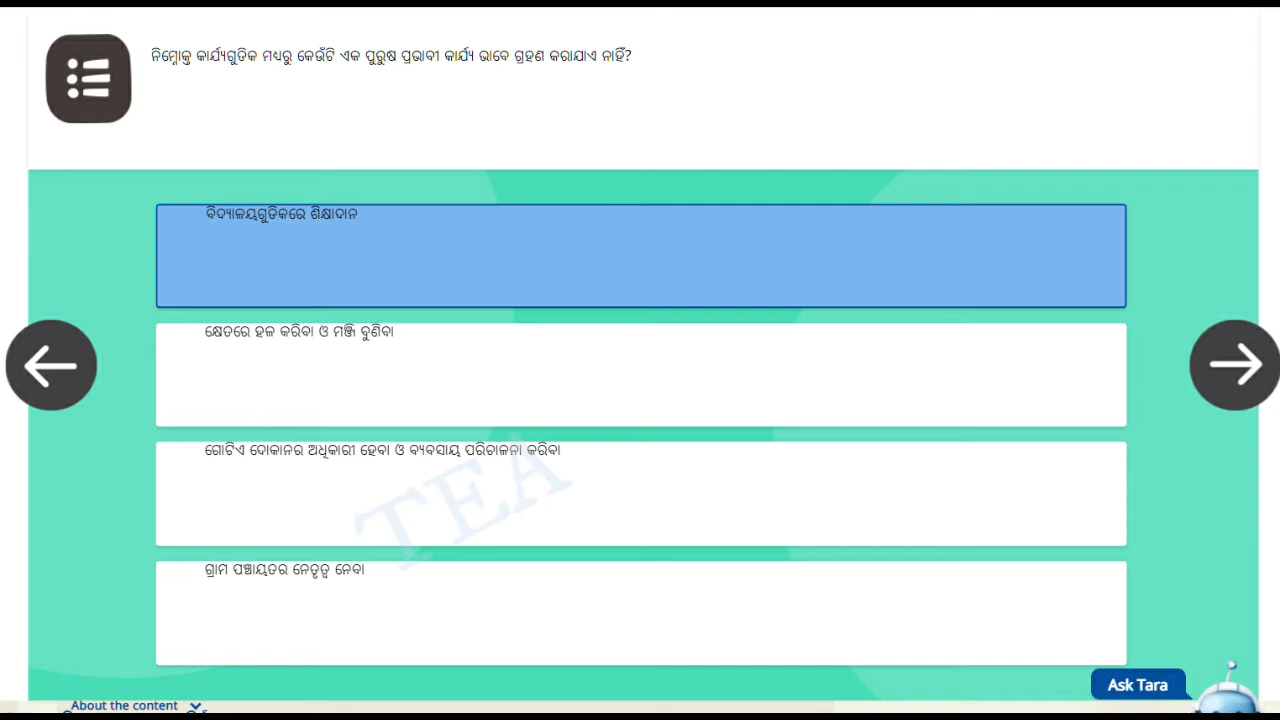 ନିମ୍ନୋକ୍ତ କାର୍ଯ୍ୟଗୁଡିକ ମଧ୍ୟରୁ କେଉଁଟି ଏକ ପୁରୁଷ ପ୍ରଭାବୀ କାର୍ଯ୍ୟ ଭାବେ ଗ୍ରହଣ କରାଯାଏ ନାହିଁ?
ବିଦ୍ୟାଳୟଗୁଡିକରେ ଶିକ୍ଷାଦାନ
କ୍ଷେତରେ ହଳ କରିବା ଓ ମଞ୍ଜି ବୁଣିବା
ଗୋଟିଏ ଦୋକାନର ଅଧିକାରୀ ହେବା ଓ ବ୍ୟବସାୟ ପରିଚାଳନା କରିବା
TEA
ଗ୍ରାମ ପଞ୍ଚାୟତର ନେତୃତ୍ୱ ନେବା
Ask Tara
About the content